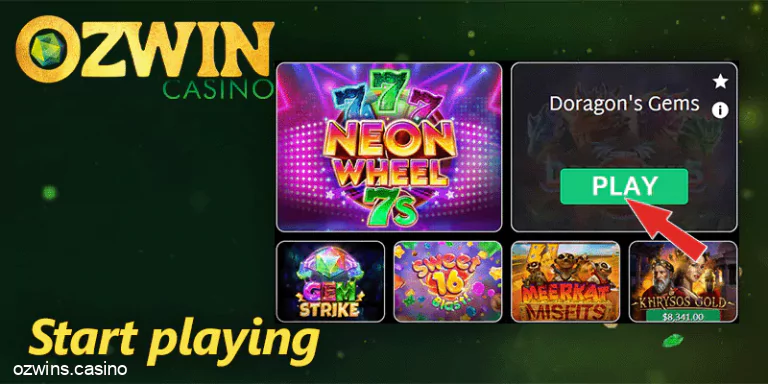 OZWIN
CASINO
777
NEON
WHEEL
7s
Doragon's Gems
i
PLAY
GEM
STRIKE
Sweet
16
Blast!
MEERKAT
MISFITS
KHRYSOS GOLD
$8,341.00
Start playing
ozwins.casino